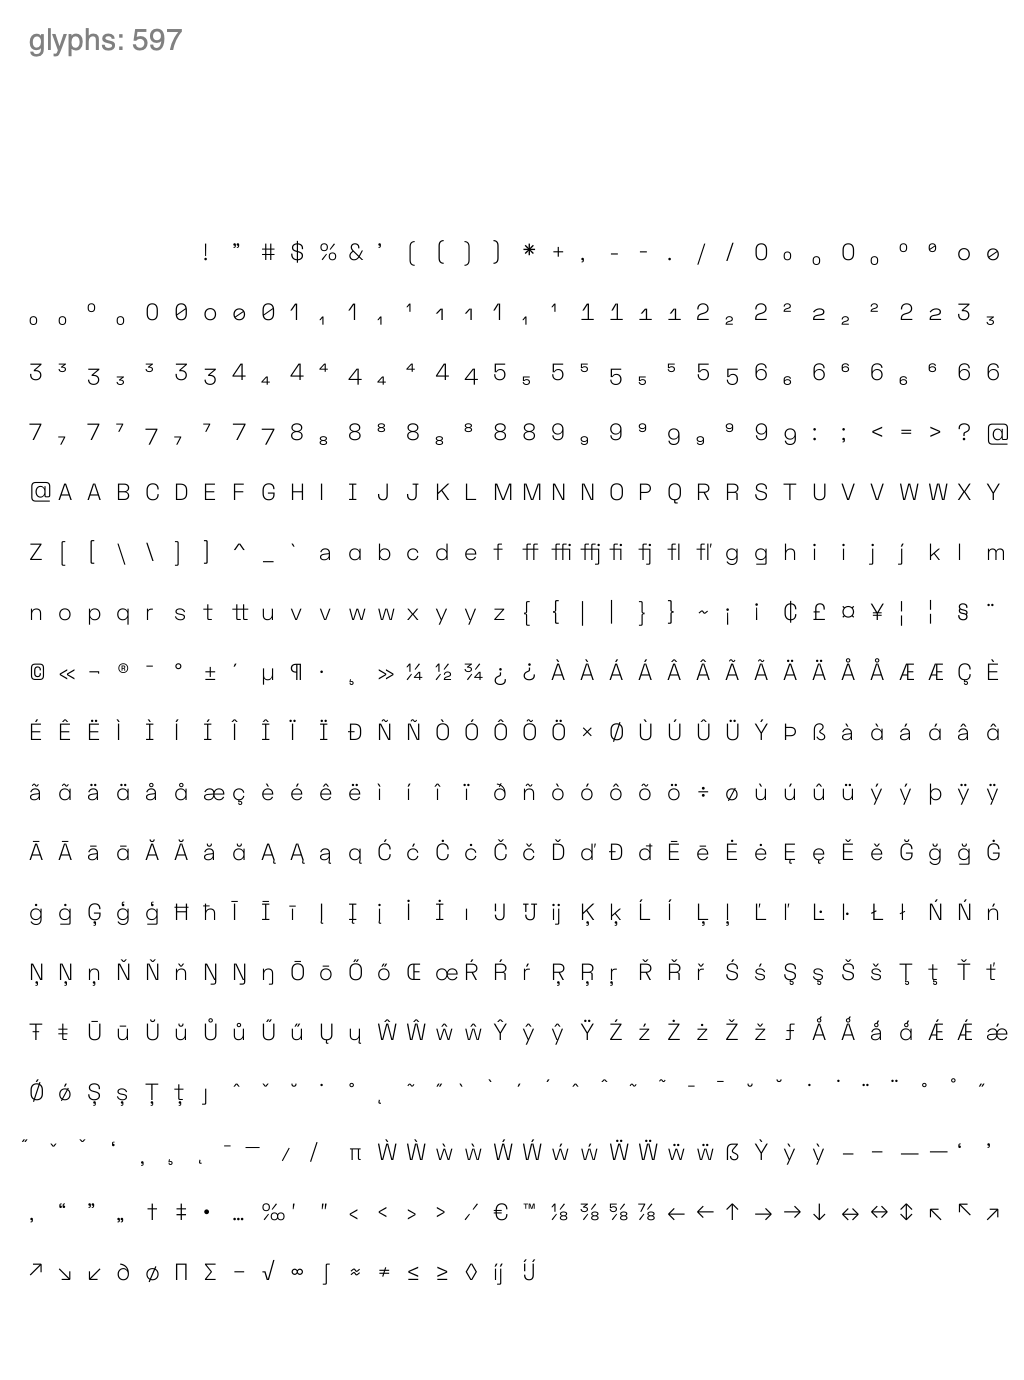 glyphs: 597
! " # $ % & ' ( ( ) ) * + , - - . / / 0 ₀ ₀ 0 ₀ ⁰ ⁰ o ø
₀ ₀ ⁰ ₀ 0 0 o ø 0 1 ₁ 1 ₁ ¹ 1 1 1 ₁ ¹ 1 1 1 1 2 ₂ 2 ² 2 ₂ ² 2 2 3 ₃
3 ³ 3 ₃ ³ 3 3 4 ₄ 4 ⁴ 4 ₄ ⁴ 4 4 5 ₅ 5 ⁵ 5 ₅ ⁵ 5 5 6 ₆ 6 ⁶ 6 ₆ ⁶ 6 6
7 ₇ 7 ⁷ 7 ₇ ⁷ 7 7 8 ₈ 8 ⁸ 8 ₈ ⁸ 8 8 9 ₉ 9 ⁹ 9 ₉ ⁹ 9 9 : ; < = > ? @
@ A A B C D E F G H I I J J K L M M N N O P Q R R S T U V V W W X Y
Z [ [ \ \ ] ] ^ _ ` a ɑ b c d e f ff ffi ffj fi fj fl fľ g g h i i j j́ k l m
n o p q r s t tt u v v w w x y y z { { | | } } ~ ¡ ¡ ₵ £ ¤ ¥ ¦ ¦ § ¨
© « ¬ ® ¯ ° ± ´ µ ¶ · ¸ » ¼ ½ ¾ ¿ ¿ À À Á Á Â Â Ã Ã Ä Ä Å Å Æ Æ Ç È
É Ê Ë Ì Ì Í Í Î Î Ï Ï Ð Ñ Ñ Ò Ó Ô Õ Ö × Ø Ù Ú Û Ü Ý Þ ß à ὰ á ά â ɑ̂
ã ɑ̃ ä ɑ̈ å ɑ̊ æ ç è é ê ë ì í î ï ð ñ ò ó ô õ ö ÷ ø ù ú û ü ý ý þ ÿ ÿ
Ā Ā ā ɑ̄ Ă Ă ă ɑ̆ Ą Ą ą ɑ̨ Ć ć Ċ ċ Č č Ď ď Đ đ Ē ē Ė ė Ę ę Ě ě Ğ ğ ğ Ġ
ġ ġ Ģ ģ ģ Ħ ħ Ī Ī ī Į Į į İ İ ı Ĳ Ĳ ĳ Ķ ķ Ĺ ĺ Ļ ļ Ľ ľ Ŀ ŀ Ł ł Ń Ń ń
Ņ Ņ ņ Ň Ň ň Ŋ Ŋ ŋ Ō ō Ő ő Œ œ Ŕ Ŕ ŕ Ŗ Ŗ ŗ Ř Ř ř Ś ś Ş ş Š š Ţ ţ Ť ť
Ŧ ŧ Ū ū Ŭ ŭ Ů ů Ű ű Ų ų Ŵ Ŵ ŵ ŵ Ŷ ŷ ŷ Ÿ Ź ź Ż ż Ž ž ƒ Ǻ Ǻ ǻ ɑ̊́ Ǽ Ǽ ǽ
Ǿ ǿ Ș ș Ț ț ȷ ˆ ˇ ˘ ˙ ˚ ˛ ˜ ˝ ̀ ̀ ́ ́ ̂ ̂ ̃ ̃ ̄ ̄ ̆ ̆ ̇ ̇ ̈ ̈ ̊ ̊ ̋
̋ ̌ ̌ ̒ ̦ ̧ ̨ ̵ ̶ ̷ ̸ π Ẁ Ẁ ẁ ẁ Ẃ Ẃ ẃ ẃ Ẅ Ẅ ẅ ẅ ẞ Ỳ ỳ ỳ – – — — ‘ ’
‚ “ ” „ † ‡ • … ‰ ′ ″ ‹ ‹ › › ⁄ ⁄ € ™ ⅛ ⅜ ⅝ ⅞ ← ← ↑ → → ↓ ↔ ↔ ↕ ↖ ↖ ↗
↗ ↘ ↙ ∂ ø ∏ ∑ − √ ∞ ∫ ≈ ≠ ≤ ≥ ◊ íj́ ÍJ́